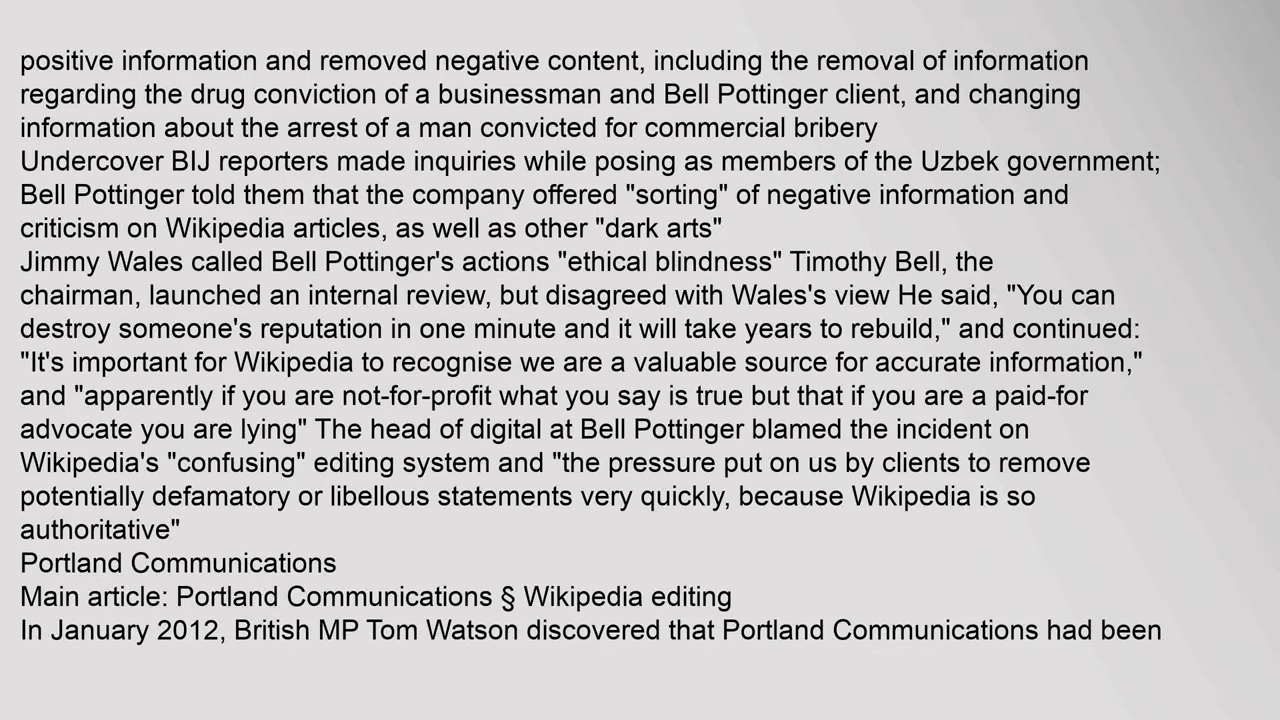 positive information and removed negative content, including the removal of information
regarding the drug conviction of a businessman and Bell Pottinger client, and changing
information about the arrest of a man convicted for commercial bribery
Undercover BIJ reporters made inquiries while posing as members of the Uzbek government;
Bell Pottinger told them that the company offered "sorting" of negative information and
criticism on Wikipedia articles, as well as other "dark arts"
Jimmy Wales called Bell Pottinger's actions "ethical blindness" Timothy Bell, the
chairman, launched an internal review, but disagreed with Wales's view He said, "You can
destroy someone's reputation in one minute and it will take years to rebuild," and continued:
"It's important for Wikipedia to recognise we are a valuable source for accurate information,"
and "apparently if you are not-for-profit what you say is true but that if you are a paid-for
advocate you are lying" The head of digital at Bell Pottinger blamed the incident on
Wikipedia's "confusing" editing system and "the pressure put on us by clients to remove
potentially defamatory or libellous statements very quickly, because Wikipedia is so
authoritative"
Portland Communications
Main article: Portland Communications § Wikipedia editing
In January 2012, British MP Tom Watson discovered that Portland Communications had been